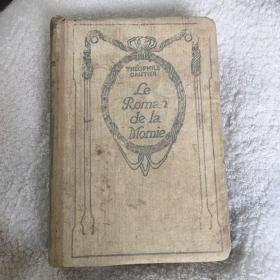 THÉOPHILE
GAUTIER
Le
Roman
de la
Momie